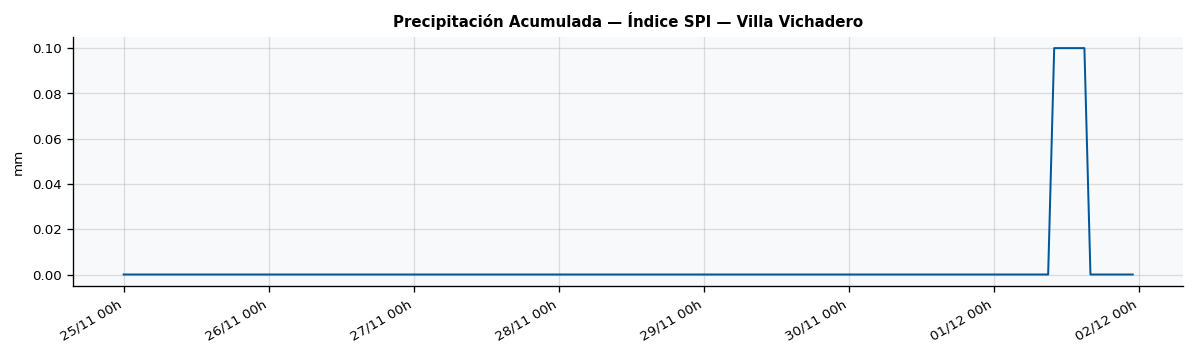 Precipitación Acumulada — Índice SPI — Villa Vichadero
0.10
0.08
0.06
0.04
0.02
0.00
mm
25/11 00h
26/11 00h
27/11 00h
28/11 00h
29/11 00h
30/11 00h
01/12 00h
02/12 00h